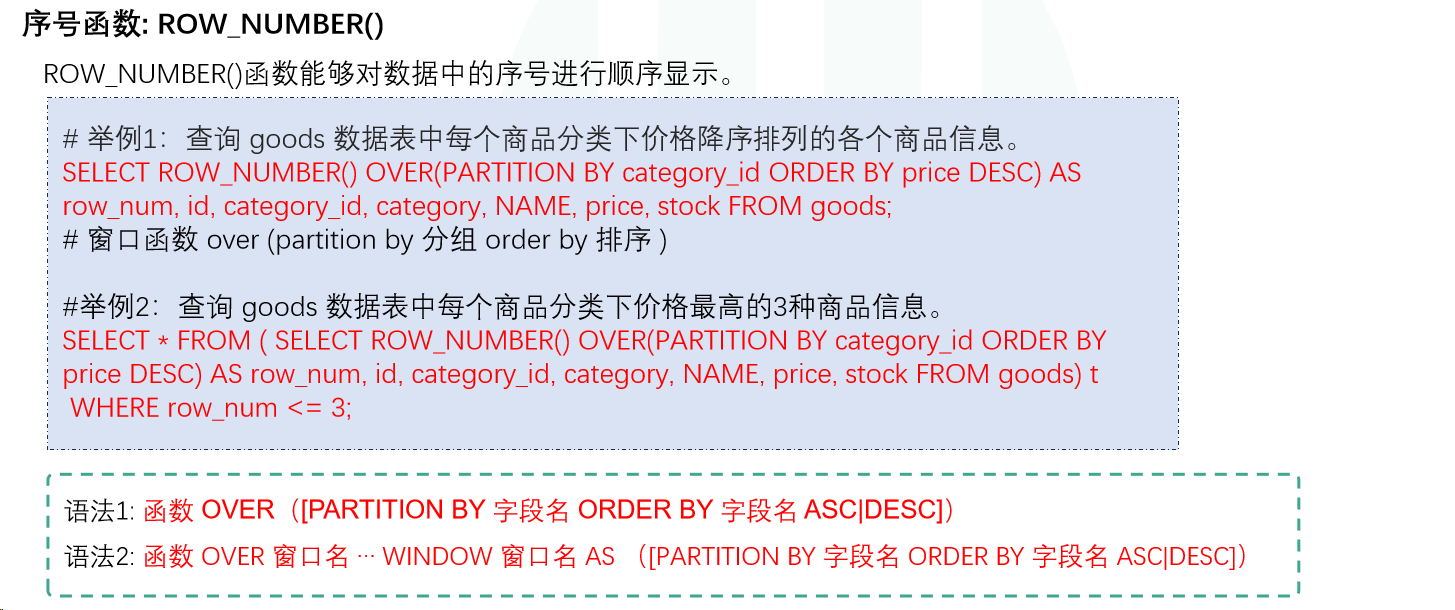 序号函数: ROW_NUMBER()
ROW_NUMBER()函数能够对数据中的序号进行顺序显示。
# 举例1：查询 goods 数据表中每个商品分类下价格降序排列的各个商品信息。
SELECT ROW_NUMBER() OVER(PARTITION BY category_id ORDER BY price DESC) AS
row_num, id, category_id, category, NAME, price, stock FROM goods;
# 窗口函数 over (partition by 分组 order by 排序 )
#举例2：查询 goods 数据表中每个商品分类下价格最高的3种商品信息。
SELECT * FROM ( SELECT ROW_NUMBER() OVER(PARTITION BY category_id ORDER BY
price DESC) AS row_num, id, category_id, category, NAME, price, stock FROM goods) t
WHERE row_num <= 3;
语法1: 函数 OVER（[PARTITION BY 字段名 ORDER BY 字段名 ASC|DESC]）
语法2: 函数 OVER 窗口名 … WINDOW 窗口名 AS （[PARTITION BY 字段名 ORDER BY 字段名 ASC|DESC]）